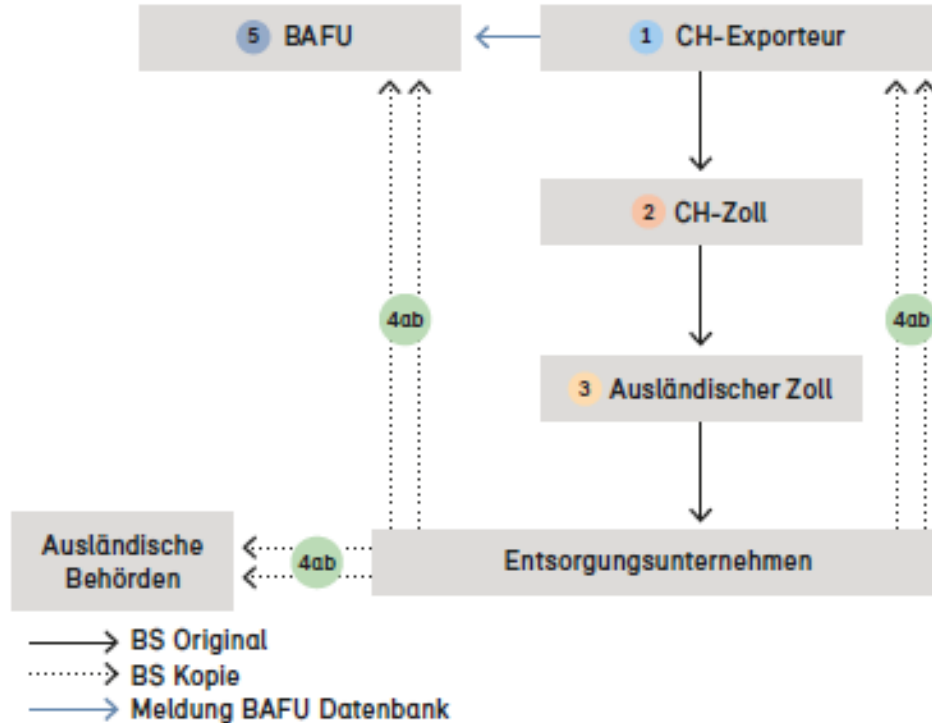 5 BAFU
1 CH-Exporteur
2 CH-Zoll
4ab
4ab
3 Ausländischer Zoll
Ausländische
Behörden
4ab
Entsorgungsunternehmen
BS Original
BS Kopie
Meldung BAFU Datenbank